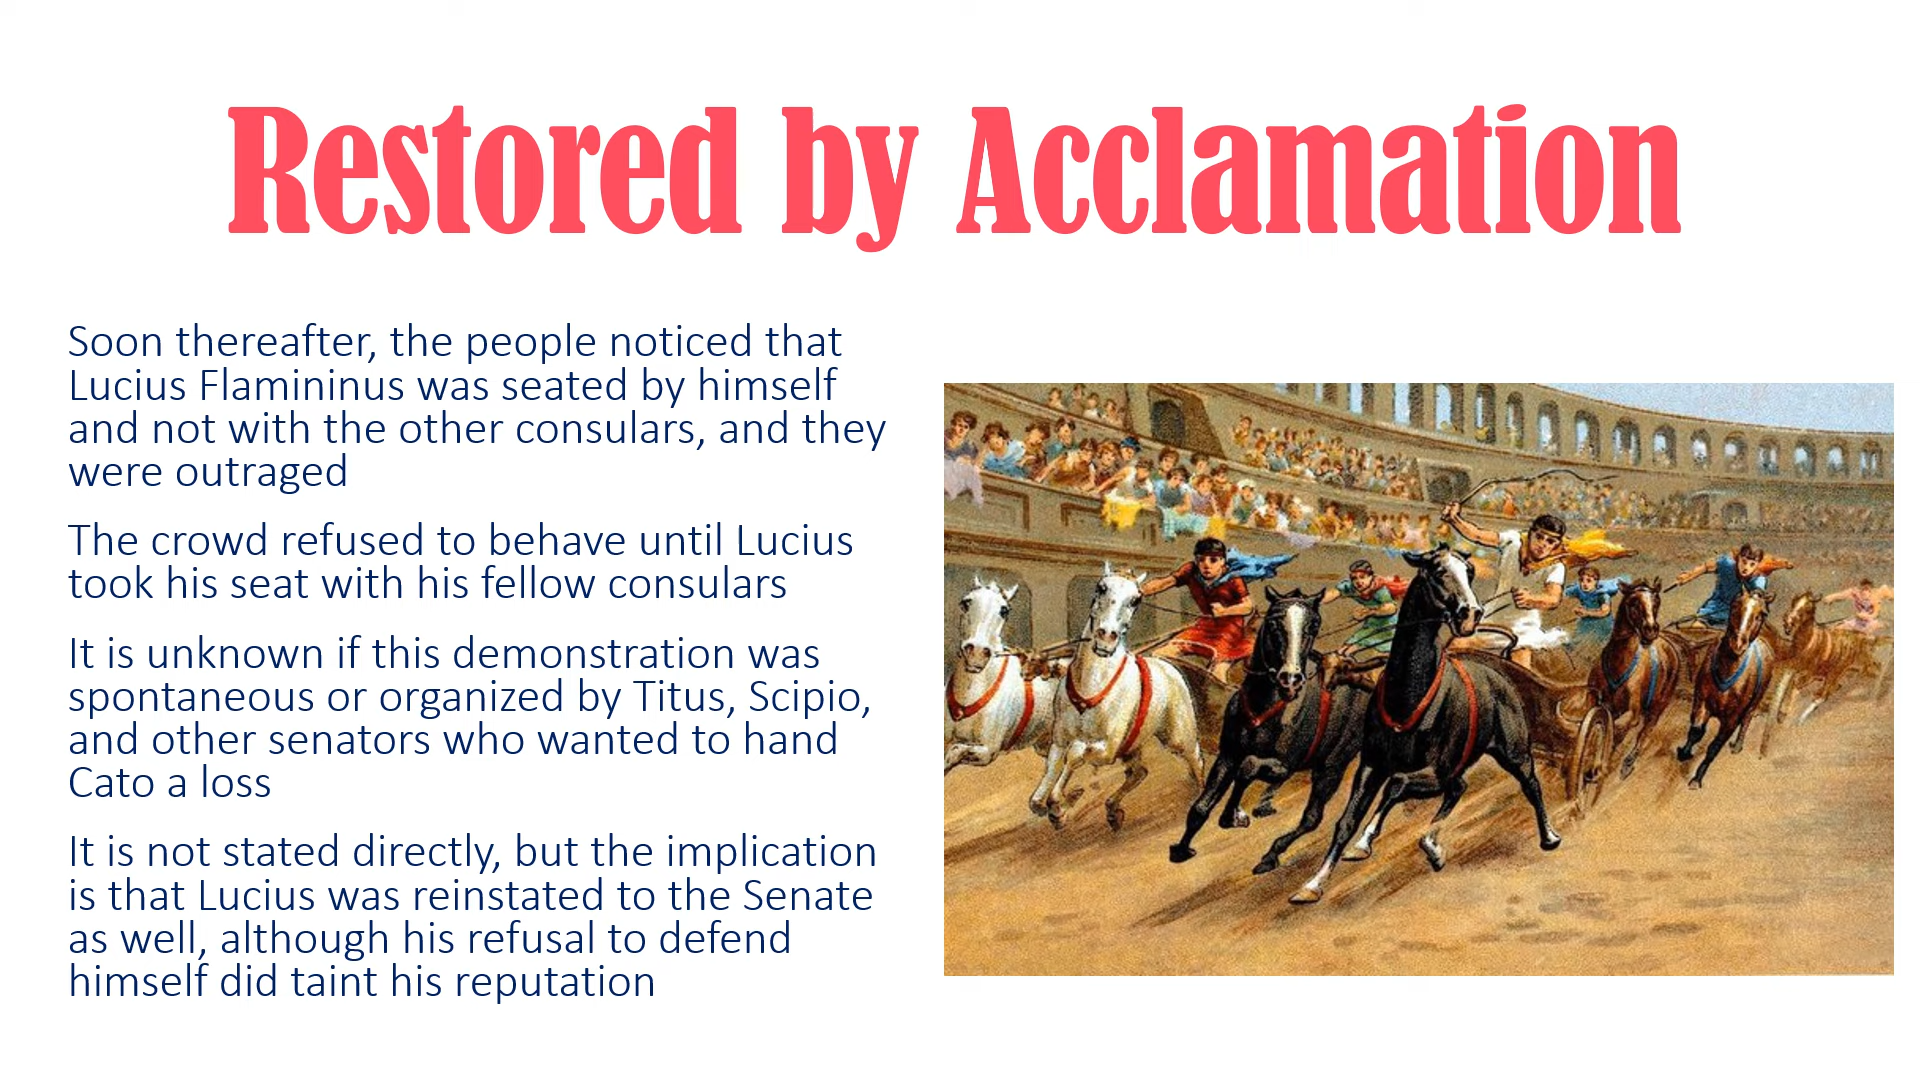 Restored by Acclamation
Soon thereafter, the people noticed that
Lucius Flamininus was seated by himself
and not with the other consulars, and they
were outraged
The crowd refused to behave until Lucius
took his seat with his fellow consulars
It is unknown if this demonstration was
spontaneous or organized by Titus, Scipio,
and other senators who wanted to hand
Cato a loss
It is not stated directly, but the implication
is that Lucius was reinstated to the Senate
as well, although his refusal to defend
himself did taint his reputation